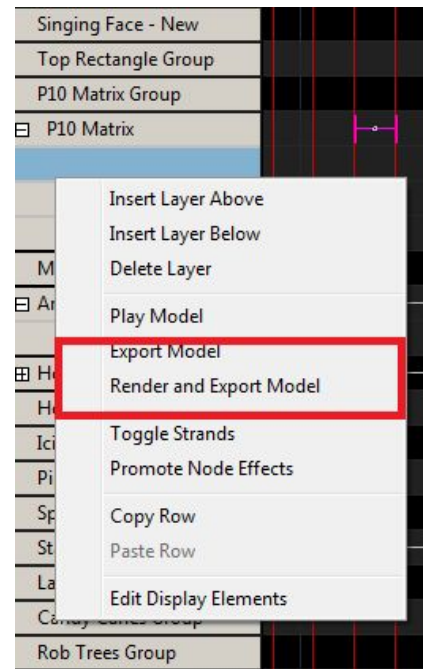 Singing Face - New
Top Rectangle Group
P10 Matrix Group
P10 Matrix
Insert Layer Above
Insert Layer Below
Delete Layer
Play Model
Export Model
Render and Export Model
Toggle Strands
Promote Node Effects
Copy Row
Paste Row
Edit Display Elements
Rob Trees Group